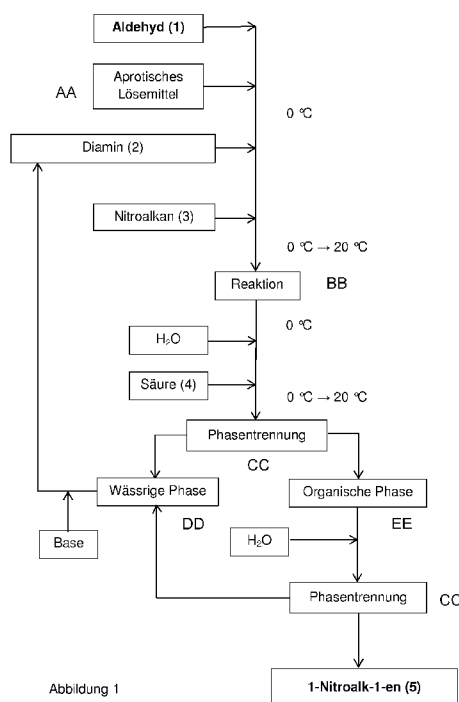 Aldehyd (1)
Aprotisches
Lösemittel
AA
0 °C
Diamin (2)
Nitroalkan (3)
0 °C → 20 °C
Reaktion
BB
0 °C
H₂O
Säure (4)
0 °C → 20 °C
Phasentrennung
CC
Wässrige Phase
Organische Phase
DD
EE
Base
H₂O
Phasentrennung
CC
Abbildung 1
1-Nitroalk-1-en (5)